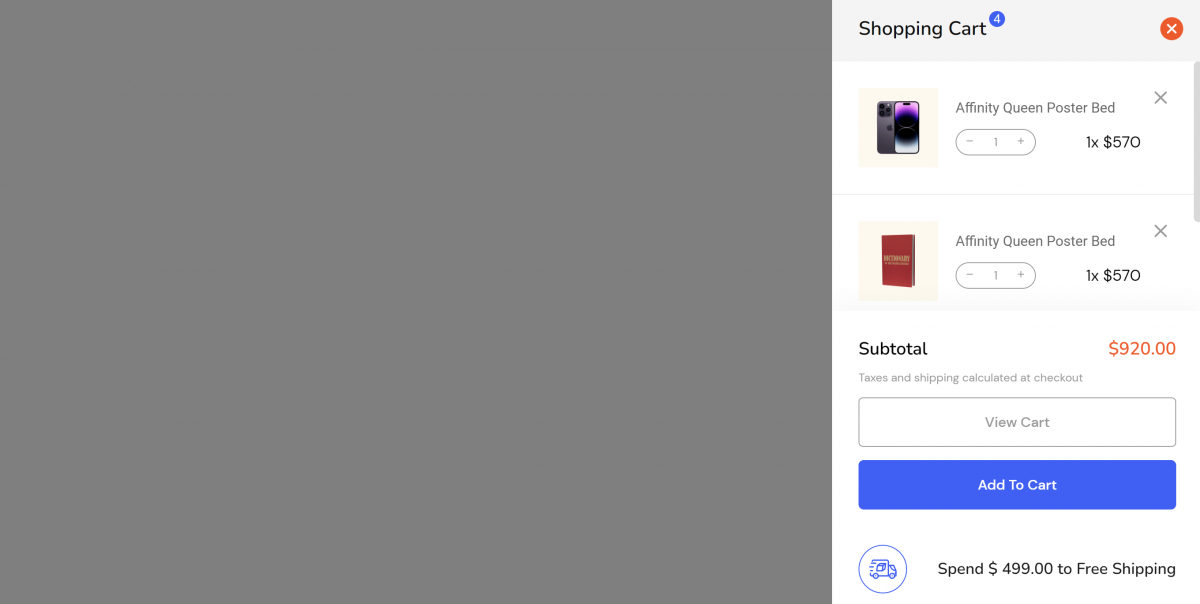 Shopping Cart 4
Affinity Queen Poster Bed
− 1 + 1x $570
DICTIONARY
Affinity Queen Poster Bed
− 1 + 1x $570
Subtotal $920.00
Taxes and shipping calculated at checkout
View Cart
Add To Cart
Spend $ 499.00 to Free Shipping